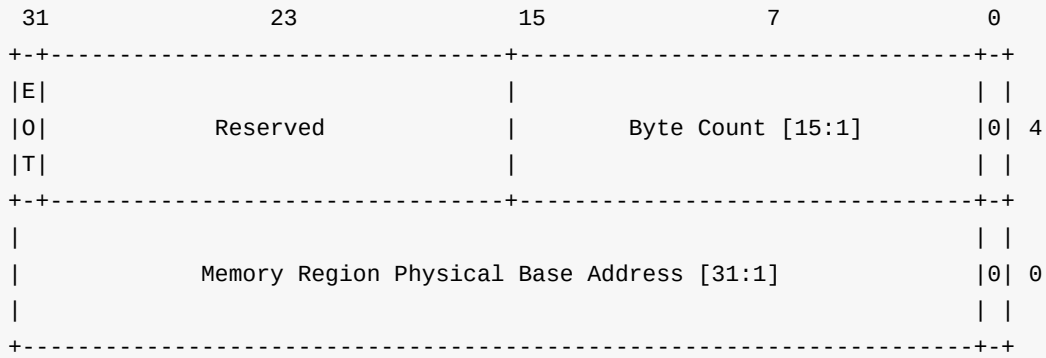 31                      23                      15                      7                    0
+-+---------------------------------+---------------------------------+-+
|E|                                 |                                 | |
|O|            Reserved             |        Byte Count [15:1]        |0| 4
|T|                                 |                                 | |
+-+---------------------------------+---------------------------------+-+
|                                                                     | |
|             Memory Region Physical Base Address [31:1]              |0| 0
|                                                                     | |
+---------------------------------------------------------------------+-+